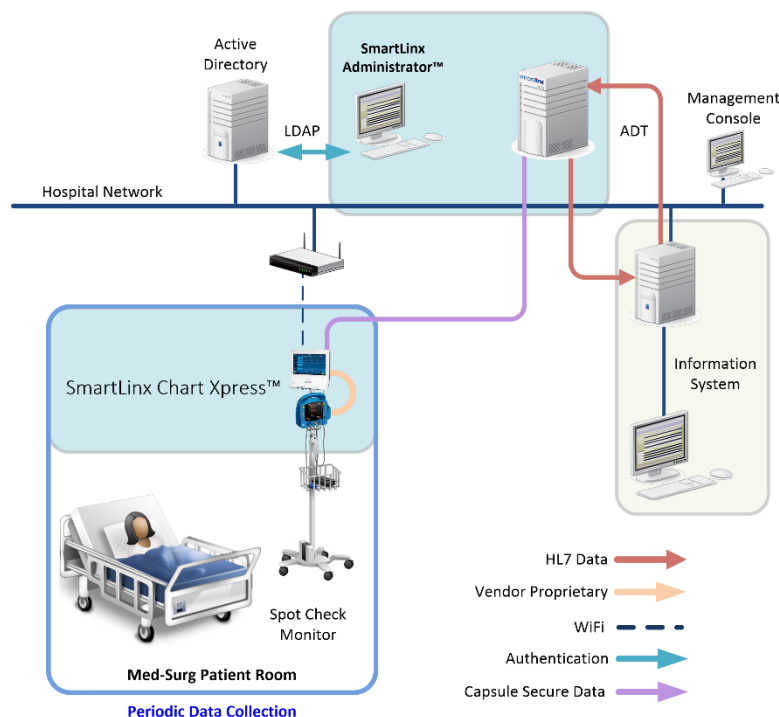 Active
Directory
SmartLinx
Administrator™
smartlinx
Management
Console
LDAP
ADT
Hospital Network
SmartLinx Chart Xpress™
Information
System
Spot Check
Monitor
Med-Surg Patient Room
Periodic Data Collection
HL7 Data
Vendor Proprietary
WiFi
Authentication
Capsule Secure Data